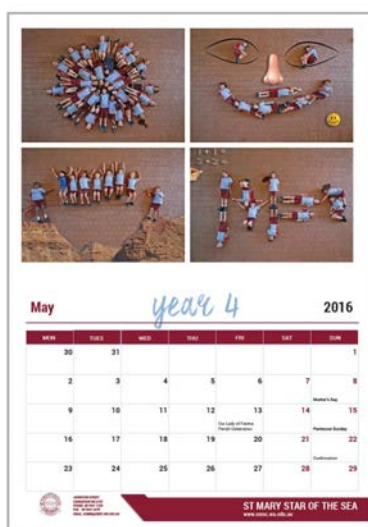 May year 4 2016
MON TUES WED THU FRI SAT SUN
30 31 1
2 3 4 5 6 7 8
Mother's Day
9 10 11 12 13 14 15
Our Lady of Fatima
Parish Celebration
Pentecost Sunday
16 17 18 19 20 21 22
Confirmation
23 24 25 26 27 28 29
ST MARY STAR OF THE SEA